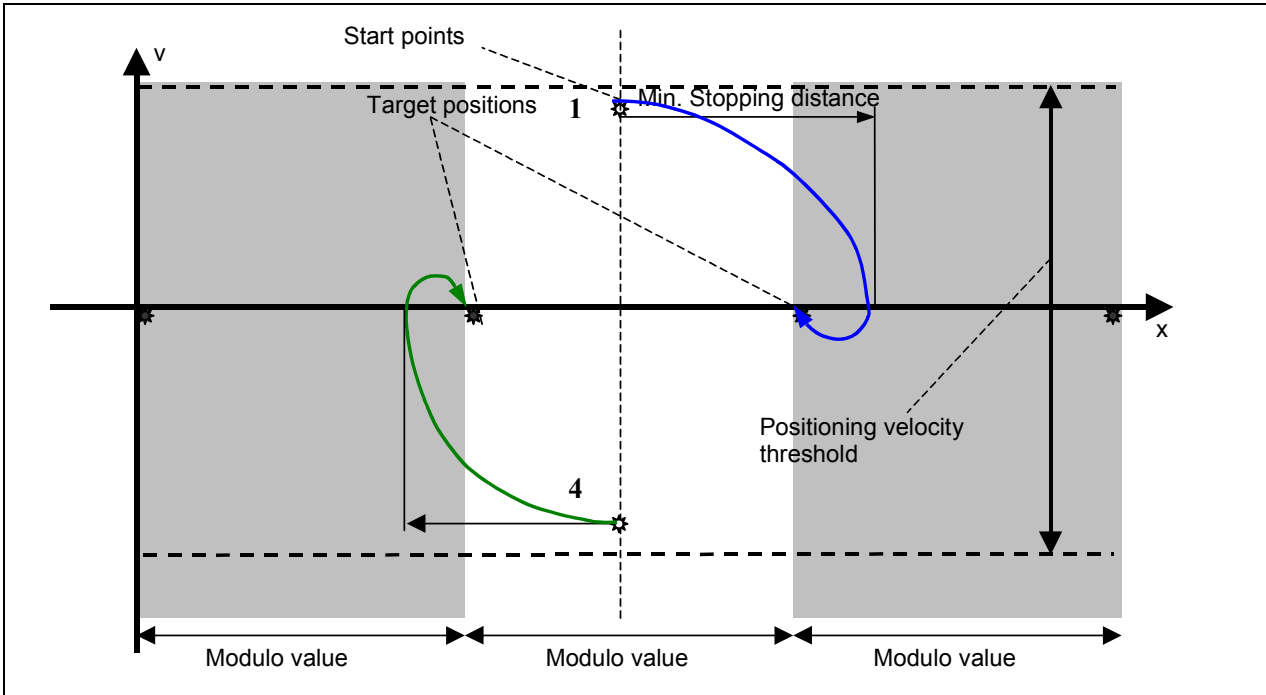 Start points
v
Target positions
1
Min. Stopping distance
x
Positioning velocity
threshold
4
Modulo value
Modulo value
Modulo value